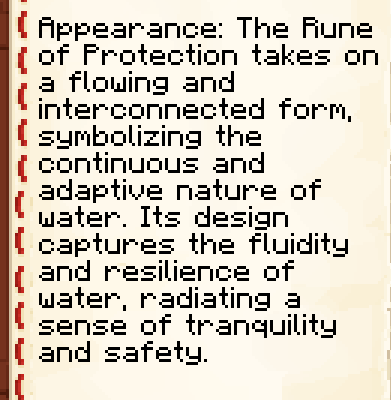 Appearance: The Rune
of Protection takes on
a flowing and
interconnected form,
symbolizing the
continuous and
adaptive nature of
water. Its design
captures the fluidity
and resilience of
water, radiating a
sense of tranquility
and safety.